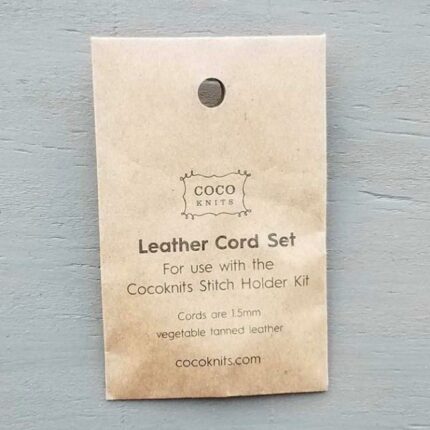 COCO
KNITS
Leather Cord Set
For use with the
Cocoknits Stitch Holder Kit
Cords are 1.5mm
vegetable tanned leather
cocoknits.com